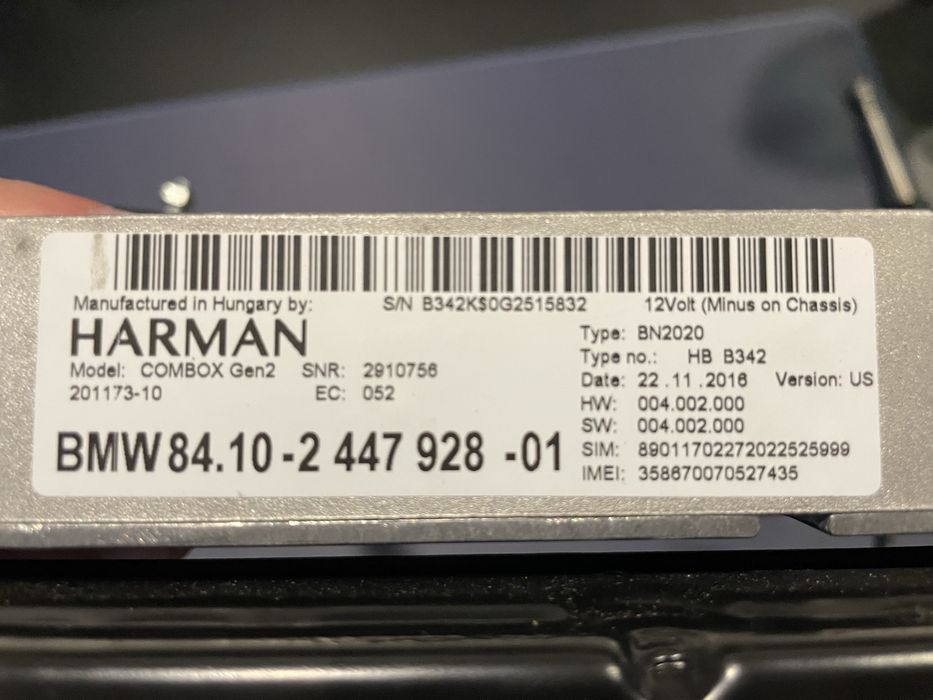 Manufactured in Hungary by: S/N B342K$0G2515832 12Volt (Minus on Chassis)
HARMAN
Model: COMBOX Gen2 SNR: 2910756
201173-10 EC: 052
BMW 84.10 -2 447 928 -01
Type: BN2020
Type no.: HB B342
Date: 22 .11 .2016 Version: US
HW: 004.002.000
SW: 004.002.000
SIM: 89011702272022525999
IMEI: 358670070527435